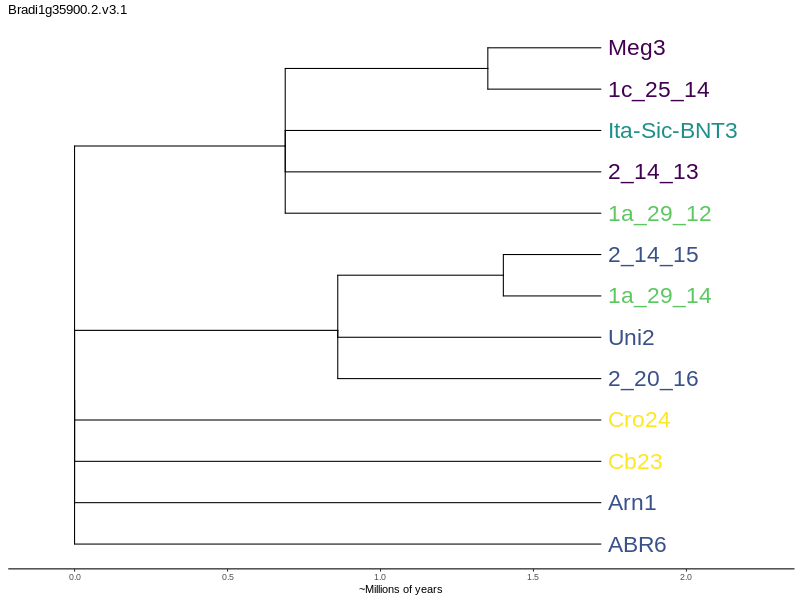 Bradi1g35900.2.v3.1
Meg3
1c_25_14
Ita-Sic-BNT3
2_14_13
1a_29_12
2_14_15
1a_29_14
Uni2
2_20_16
Cro24
Cb23
Arn1
ABR6
0.0 0.5 1.0 1.5 2.0
~Millions of years